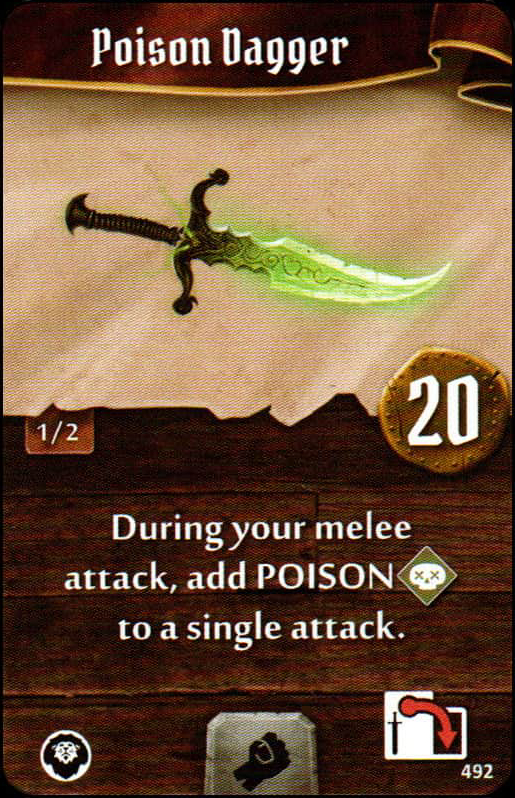 Poison Dagger
20
1/2
During your melee
attack, add POISON
to a single attack.
492